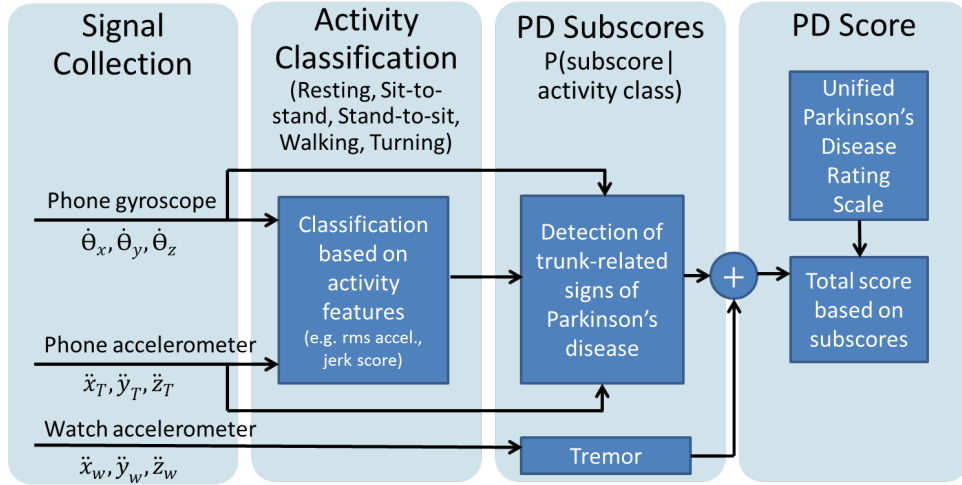 Signal
Collection
Phone gyroscope
Θ̇x, Θ̇y, Θ̇z
Phone accelerometer
ẍT, ÿT, z̈T
Watch accelerometer
ẍw, ÿw, z̈w
Activity
Classification
(Resting, Sit-to-
stand, Stand-to-sit,
Walking, Turning)
Classification
based on
activity
features
(e.g. rms accel.,
jerk score)
PD Subscores
P(subscore|
activity class)
Detection of
trunk-related
signs of
Parkinson's
disease
Tremor
+
PD Score
Unified
Parkinson's
Disease
Rating
Scale
Total score
based on
subscores